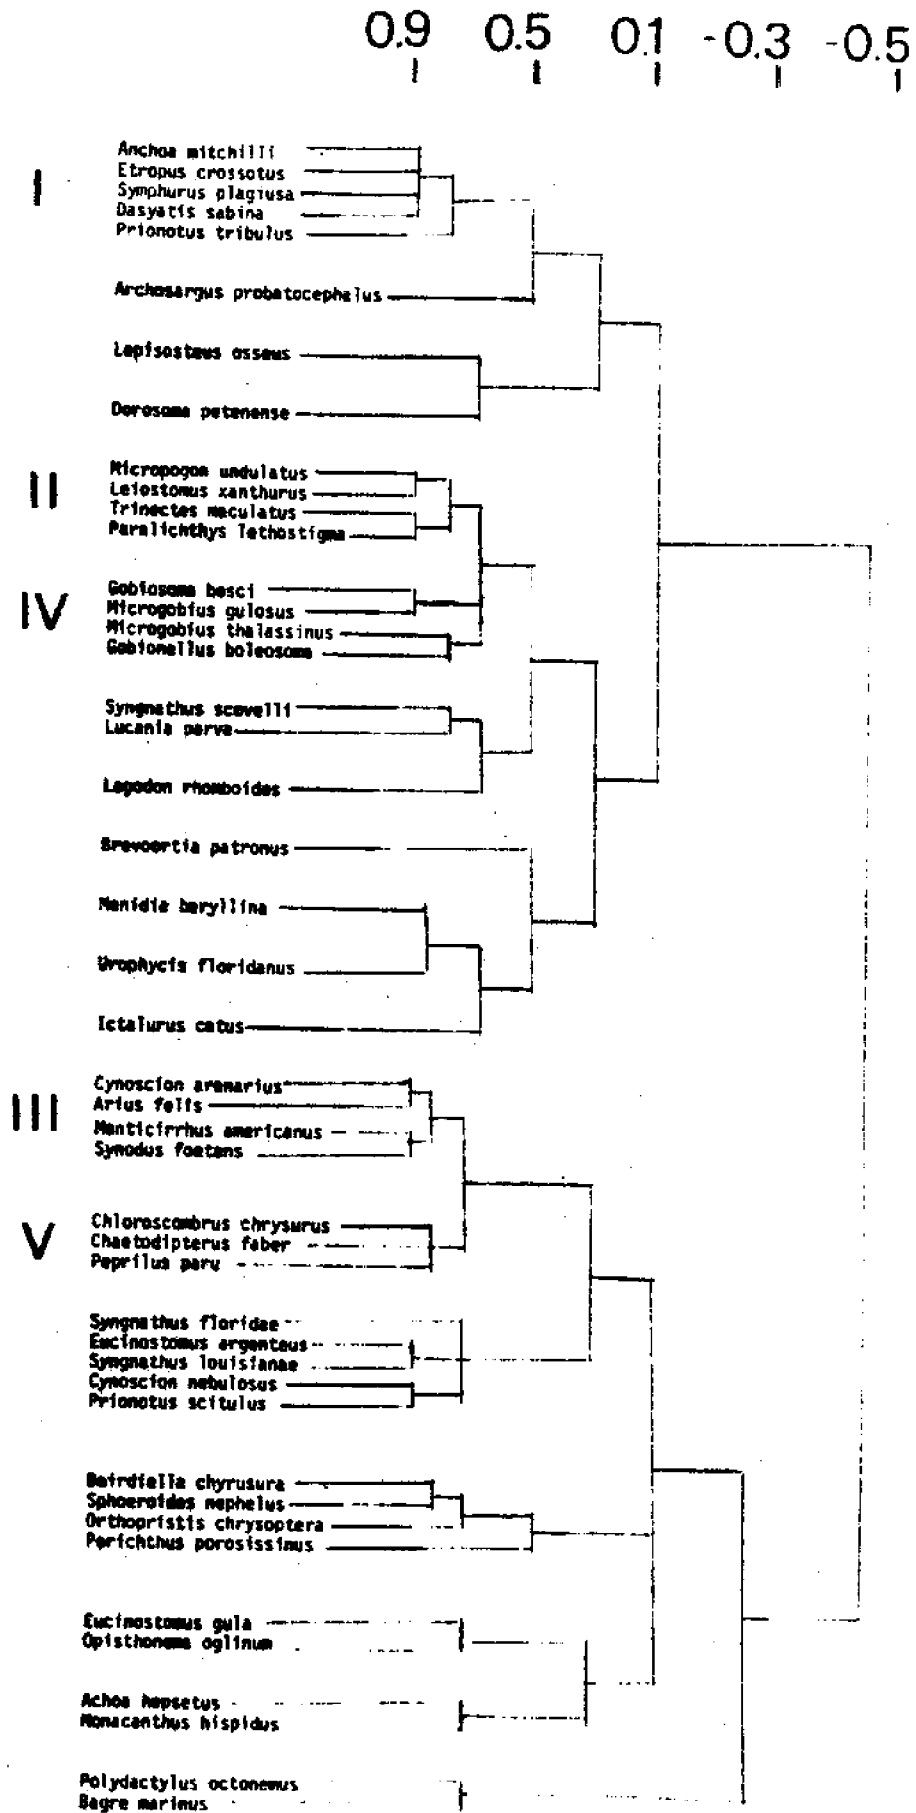 0.9 0.5 0.1 -0.3 -0.5
I
Anchoa mitchilli
Etropus crossotus
Symphurus plagiusa
Dasyatis sabina
Prionotus tribulus
Archosargus probatocephalus
Lepisosteus osseus
Dorosoma petenense
II
Micropogon undulatus
Leiostomus xanthurus
Trinectes maculatus
Paralichthys lethostigma
IV
Gobiosoma bosci
Microgobius gulosus
Microgobius thalassinus
Gobionellus boleosoma
Syngnathus scovelli
Lucania parva
Lagodon rhomboides
Brevoortia patronus
Menidia beryllina
Urophycis floridanus
Ictalurus catus
III
Cynoscion arenarius
Arius felis
Menticirrhus americanus
Synodus foetens
V
Chloroscombrus chrysurus
Chaetodipterus faber
Peprilus paru
Syngnathus floridae
Eucinostomus argenteus
Syngnathus louisianae
Cynoscion nebulosus
Prionotus scitulus
Bairdiella chyrusura
Sphoeroides nephelus
Orthopristis chrysoptera
Porichthus porosissimus
Eucinostomus gula
Opisthonema oglinum
Achoa hepsetus
Monacanthus hispidus
Polydactylus octonemus
Bagre marinus